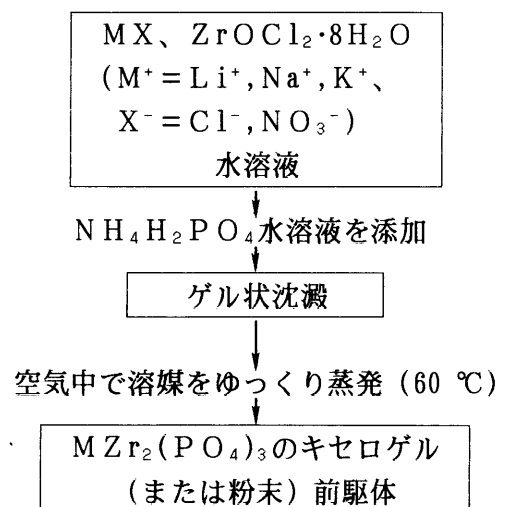 MX、ZrOCl₂·8H₂O
(M⁺=Li⁺,Na⁺,K⁺、
X⁻=Cl⁻,NO₃⁻)
水溶液
NH₄H₂PO₄水溶液を添加
ゲル状沈澱
空気中で溶媒をゆっくり蒸発(60 ℃)
MZr₂(PO₄)₃のキセロゲル
(または粉末)前駆体